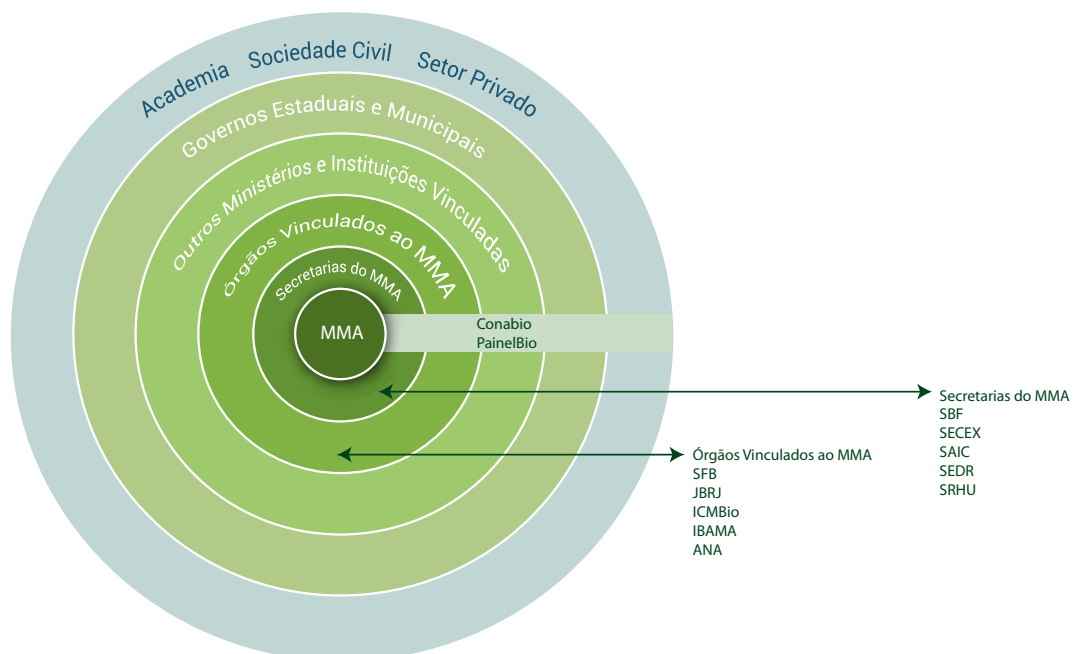 Academia Sociedade Civil Setor Privado
Governos Estaduais e Municipais
Outros Ministérios e Instituições Vinculadas
Órgãos Vinculados ao MMA
Secretarias do MMA
MMA
Conabio
PainelBio
Secretarias do MMA
SBF
SECEX
SAIC
SEDR
SRHU
Órgãos Vinculados ao MMA
SFB
JBRJ
ICMBio
IBAMA
ANA